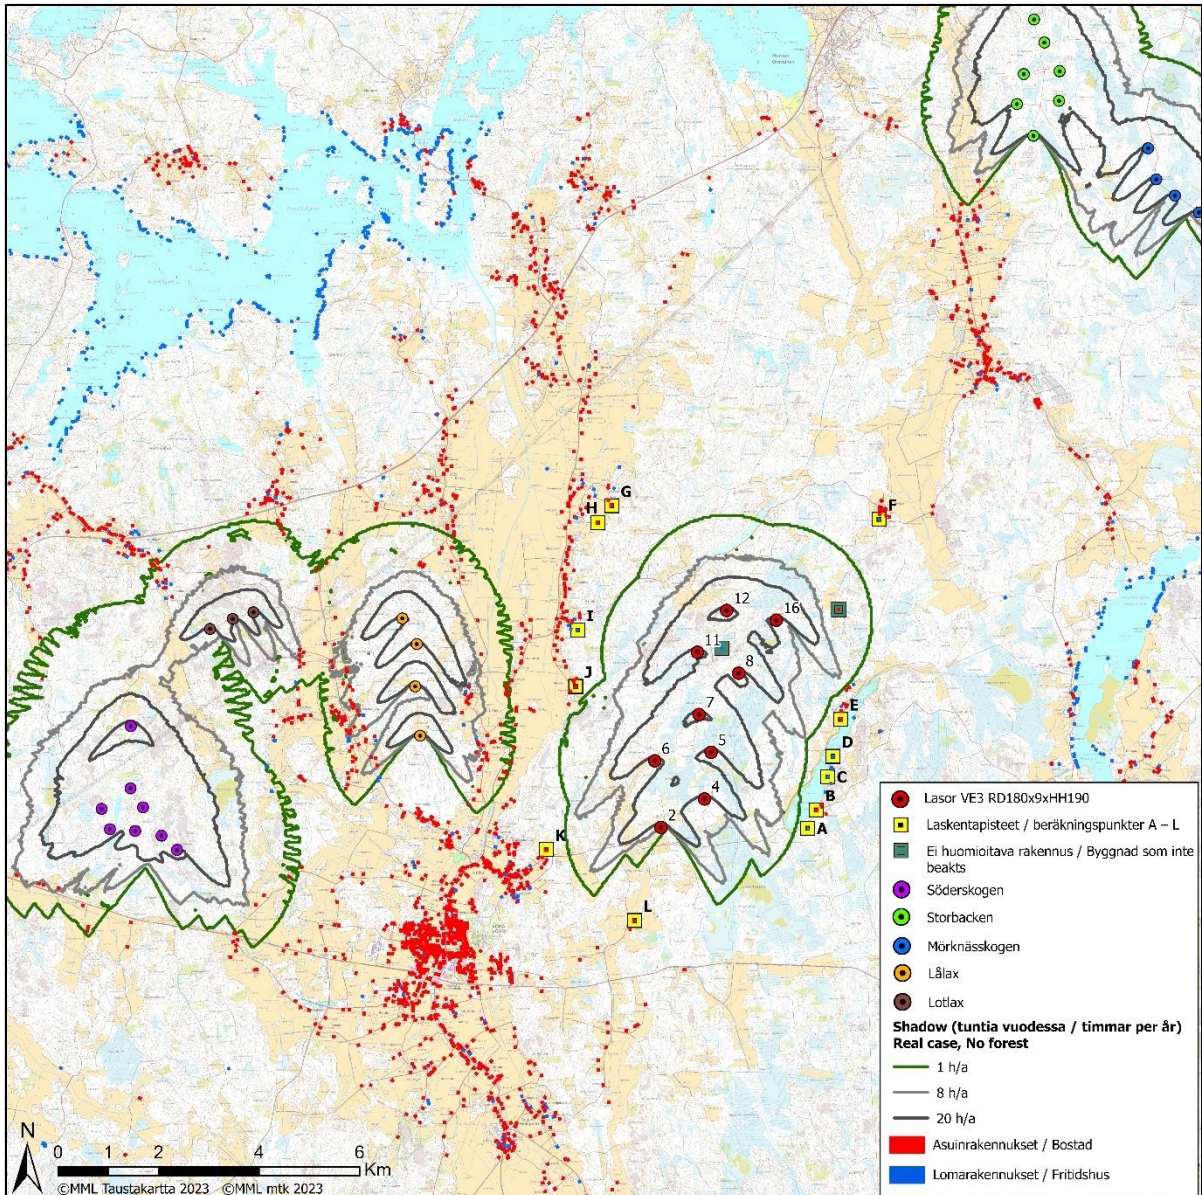 G
H
F
12
16
I
11
8
J
7
E
6
5
D
C
4
B
2
A
K
L
Lasor VE3 RD180x9xHH190
Laskentapisteet / beräkningspunkter A – L
Ei huomioitava rakennus / Byggnad som inte
beakts
Söderskogen
Storbacken
Mörknässkogen
Lålax
Lotlax
Shadow (tuntia vuodessa / timmar per år)
Real case, No forest
1 h/a
8 h/a
20 h/a
Asuinrakennukset / Bostad
Lomarakennukset / Fritidshus
N
0 2 4 6
Km
©MML Taustakartta 2023 ©MML mtk 2023